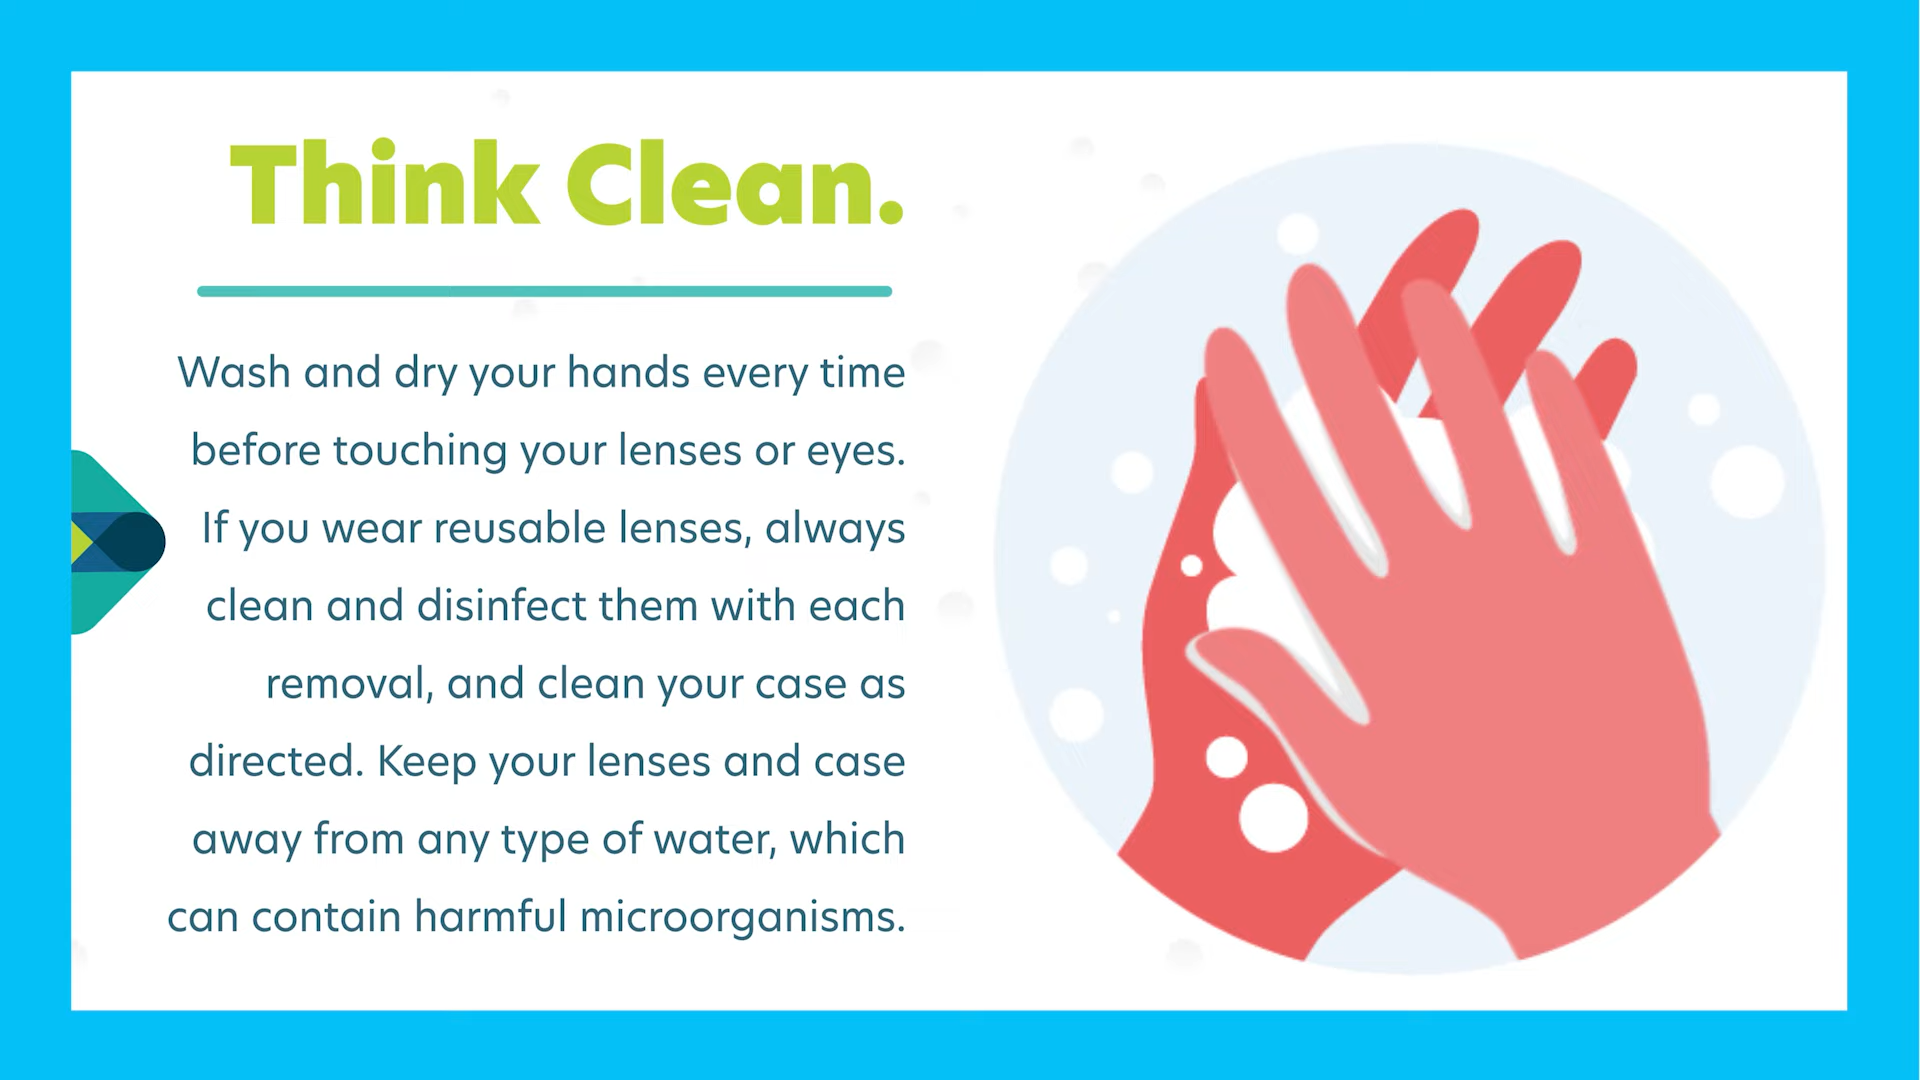 Think Clean.
Wash and dry your hands every time
before touching your lenses or eyes.
If you wear reusable lenses, always
clean and disinfect them with each
removal, and clean your case as
directed. Keep your lenses and case
away from any type of water, which
can contain harmful microorganisms.